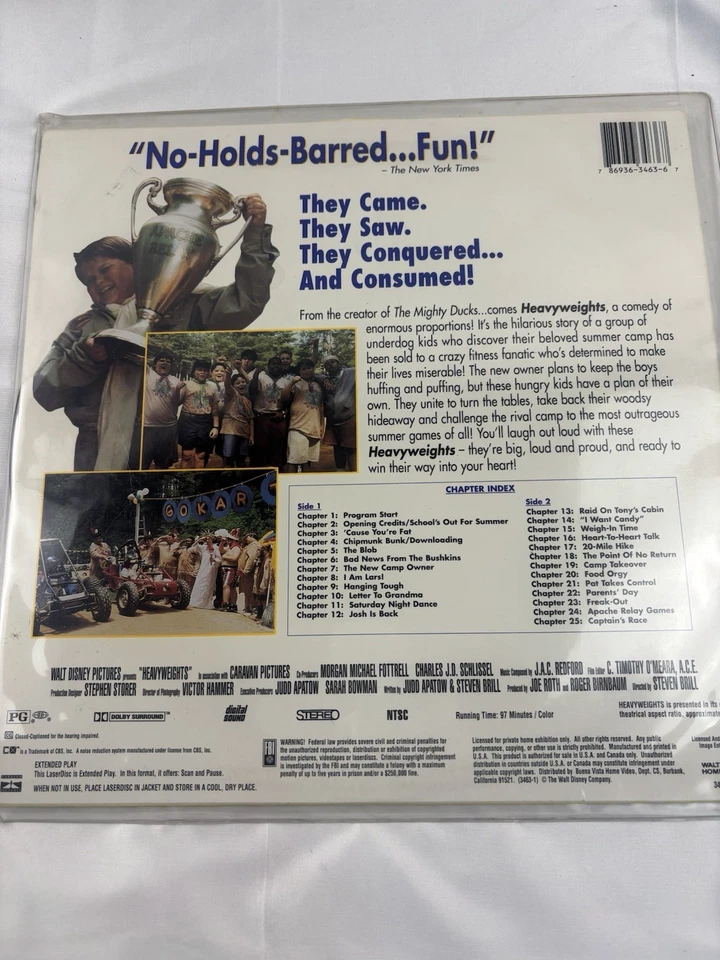 "No-Holds-Barred...Fun!"
– The New York Times
7 86936-3463-6 7
They Came.
They Saw.
They Conquered...
And Consumed!
APACHE
From the creator of The Mighty Ducks...comes Heavyweights, a comedy of
enormous proportions! It's the hilarious story of a group of
underdog kids who discover their beloved summer camp has
been sold to a crazy fitness fanatic who's determined to make
their lives miserable! The new owner plans to keep the boys
huffing and puffing, but these hungry kids have a plan of their
own. They unite to turn the tables, take back their woodsy
hideaway and challenge the rival camp to the most outrageous
summer games of all! You'll laugh out loud with these
Heavyweights – they're big, loud and proud, and ready to
win their way into your heart!
GO KAR
CHAPTER INDEX
Side 1
Chapter 1: Program Start
Chapter 2: Opening Credits/School's Out For Summer
Chapter 3: 'Cause You're Fat
Chapter 4: Chipmunk Bunk/Downloading
Chapter 5: The Blob
Chapter 6: Bad News From The Bushkins
Chapter 7: The New Camp Owner
Chapter 8: I Am Lars!
Chapter 9: Hanging Tough
Chapter 10: Letter To Grandma
Chapter 11: Saturday Night Dance
Chapter 12: Josh Is Back
Side 2
Chapter 13: Raid On Tony's Cabin
Chapter 14: "I Want Candy"
Chapter 15: Weigh-In Time
Chapter 16: Heart-To-Heart Talk
Chapter 17: 20-Mile Hike
Chapter 18: The Point Of No Return
Chapter 19: Camp Takeover
Chapter 20: Food Orgy
Chapter 21: Pat Takes Control
Chapter 22: Parents' Day
Chapter 23: Freak-Out
Chapter 24: Apache Relay Games
Chapter 25: Captain's Race
WALT DISNEY PICTURES presents "HEAVYWEIGHTS" In association with CARAVAN PICTURES Co-Producers MORGAN MICHAEL FOTTRELL CHARLES J.D. SCHLISSEL Music Composed by J.A.C. REDFORD Film Editor C. TIMOTHY O'MEARA, A.C.E.
Production Designer STEPHEN STORER Director of Photography VICTOR HAMMER Executive Producers JUDD APATOW SARAH BOWMAN Written by JUDD APATOW & STEVEN BRILL Produced by JOE ROTH and ROGER BIRNBAUM Directed by STEVEN BRILL
PG
DOLBY SURROUND
digital SOUND
STEREO
NTSC
Running Time: 97 Minutes / Color
HEAVYWEIGHTS is presented in its
theatrical aspect ratio, approximate
Closed-Captioned for the hearing impaired.
CX is a Trademark of CBS, Inc. A noise reduction system manufactured under license from CBS, Inc.
EXTENDED PLAY
This LaserDisc is Extended Play. In this format, it offers: Scan and Pause.
WHEN NOT IN USE, PLACE LASERDISC IN JACKET AND STORE IN A COOL, DRY PLACE.
FBI
WARNING! Federal law provides severe civil and criminal penalties for
the unauthorized reproduction, distribution or exhibition of copyrighted
motion pictures, videotapes or laserdiscs. Criminal copyright infringement
is investigated by the FBI and may constitute a felony with a maximum
penalty of up to five years in prison and/or a $250,000 fine.
Licensed for private home exhibition only. All other rights reserved. Any public
performance, copying, or other use is strictly prohibited. Manufactured and printed in
U.S.A. This product is authorized for sale in U.S.A. and Canada only. Unauthorized
distribution in countries outside U.S.A. or Canada may constitute infringement under
applicable copyright laws. Distributed by Buena Vista Home Video, Dept. CS, Burbank,
California 91521. (3463-1) © The Walt Disney Company.
Licensed And
Image En
WALT
HOM
34